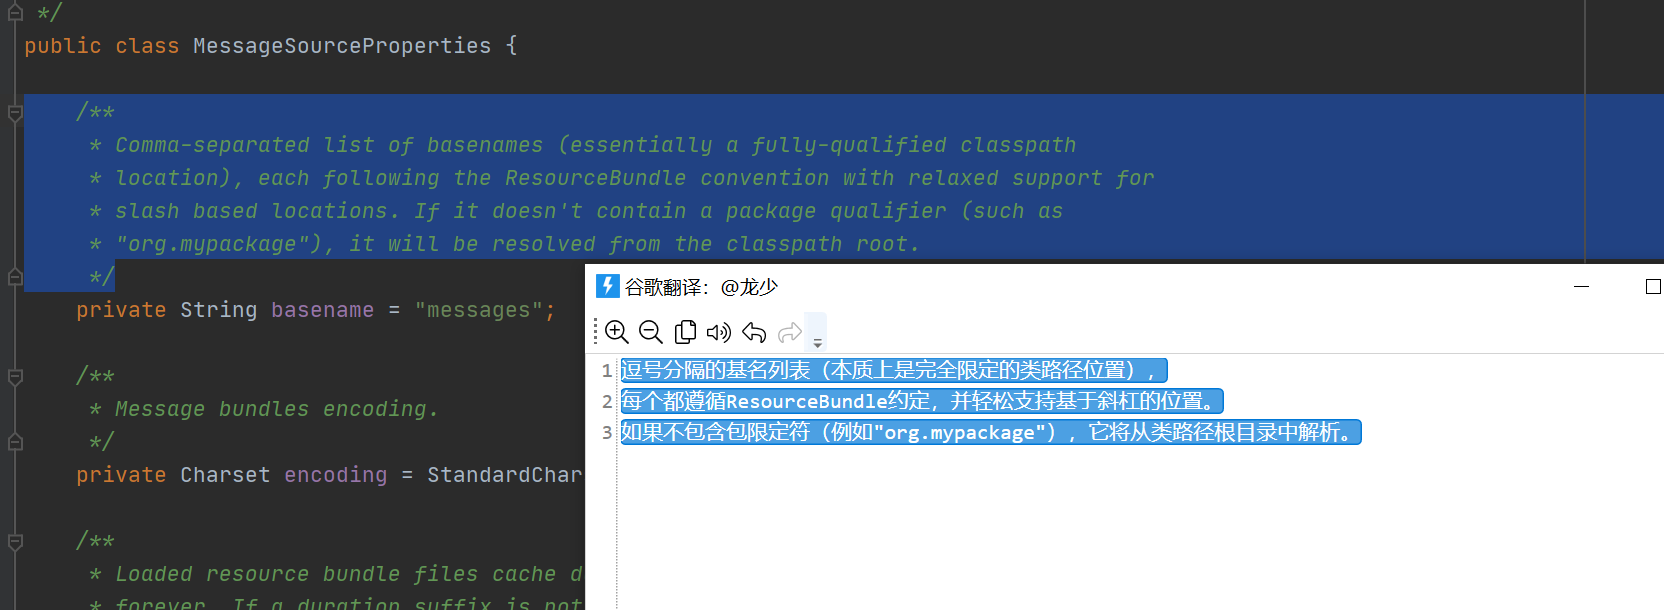 */
public class MessageSourceProperties {
/**
* Comma-separated list of basenames (essentially a fully-qualified classpath
* location), each following the ResourceBundle convention with relaxed support for
* slash based locations. If it doesn't contain a package qualifier (such as
* "org.mypackage"), it will be resolved from the classpath root.
*/
private String basename = "messages";
/**
* Message bundles encoding.
*/
private Charset encoding = StandardChar
/**
* Loaded resource bundle files cache d
* forever. If a duration suffix is not
谷歌翻译：@龙少
1 逗号分隔的基名列表（本质上是完全限定的类路径位置），
2 每个都遵循ResourceBundle约定，并轻松支持基于斜杠的位置。
3 如果不包含包限定符（例如"org.mypackage"），它将从类路径根目录中解析。